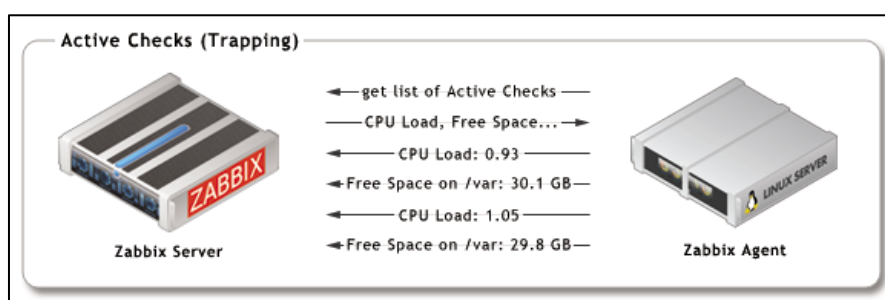 Active Checks (Trapping)
get list of Active Checks
CPU Load, Free Space...
CPU Load: 0.93
Free Space on /var: 30.1 GB
CPU Load: 1.05
Free Space on /var: 29.8 GB
ZABBIX
LINUX SERVER
Zabbix Server
Zabbix Agent